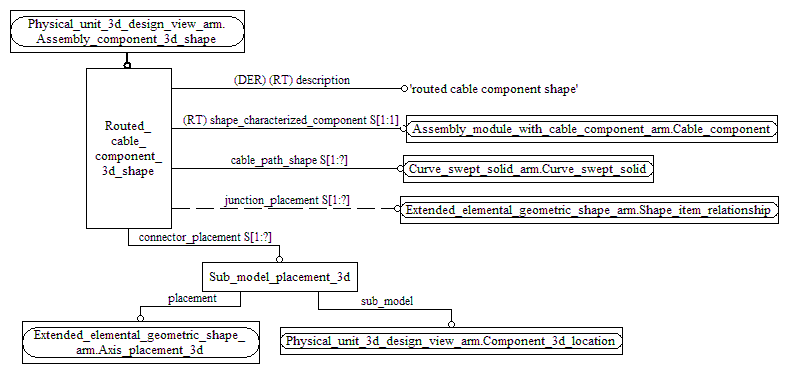 Physical_unit_3d_design_view_arm.
Assembly_component_3d_shape
(DER) (RT) description
'routed cable component shape'
(RT) shape_characterized_component S[1:1]
Assembly_module_with_cable_component_arm.Cable_component
Routed_
cable_
component_
3d_shape
cable_path_shape S[1:?]
Curve_swept_solid_arm.Curve_swept_solid
junction_placement S[1:?]
Extended_elemental_geometric_shape_arm.Shape_item_relationship
connector_placement S[1:?]
Sub_model_placement_3d
placement
sub_model
Extended_elemental_geometric_shape_
arm.Axis_placement_3d
Physical_unit_3d_design_view_arm.Component_3d_location